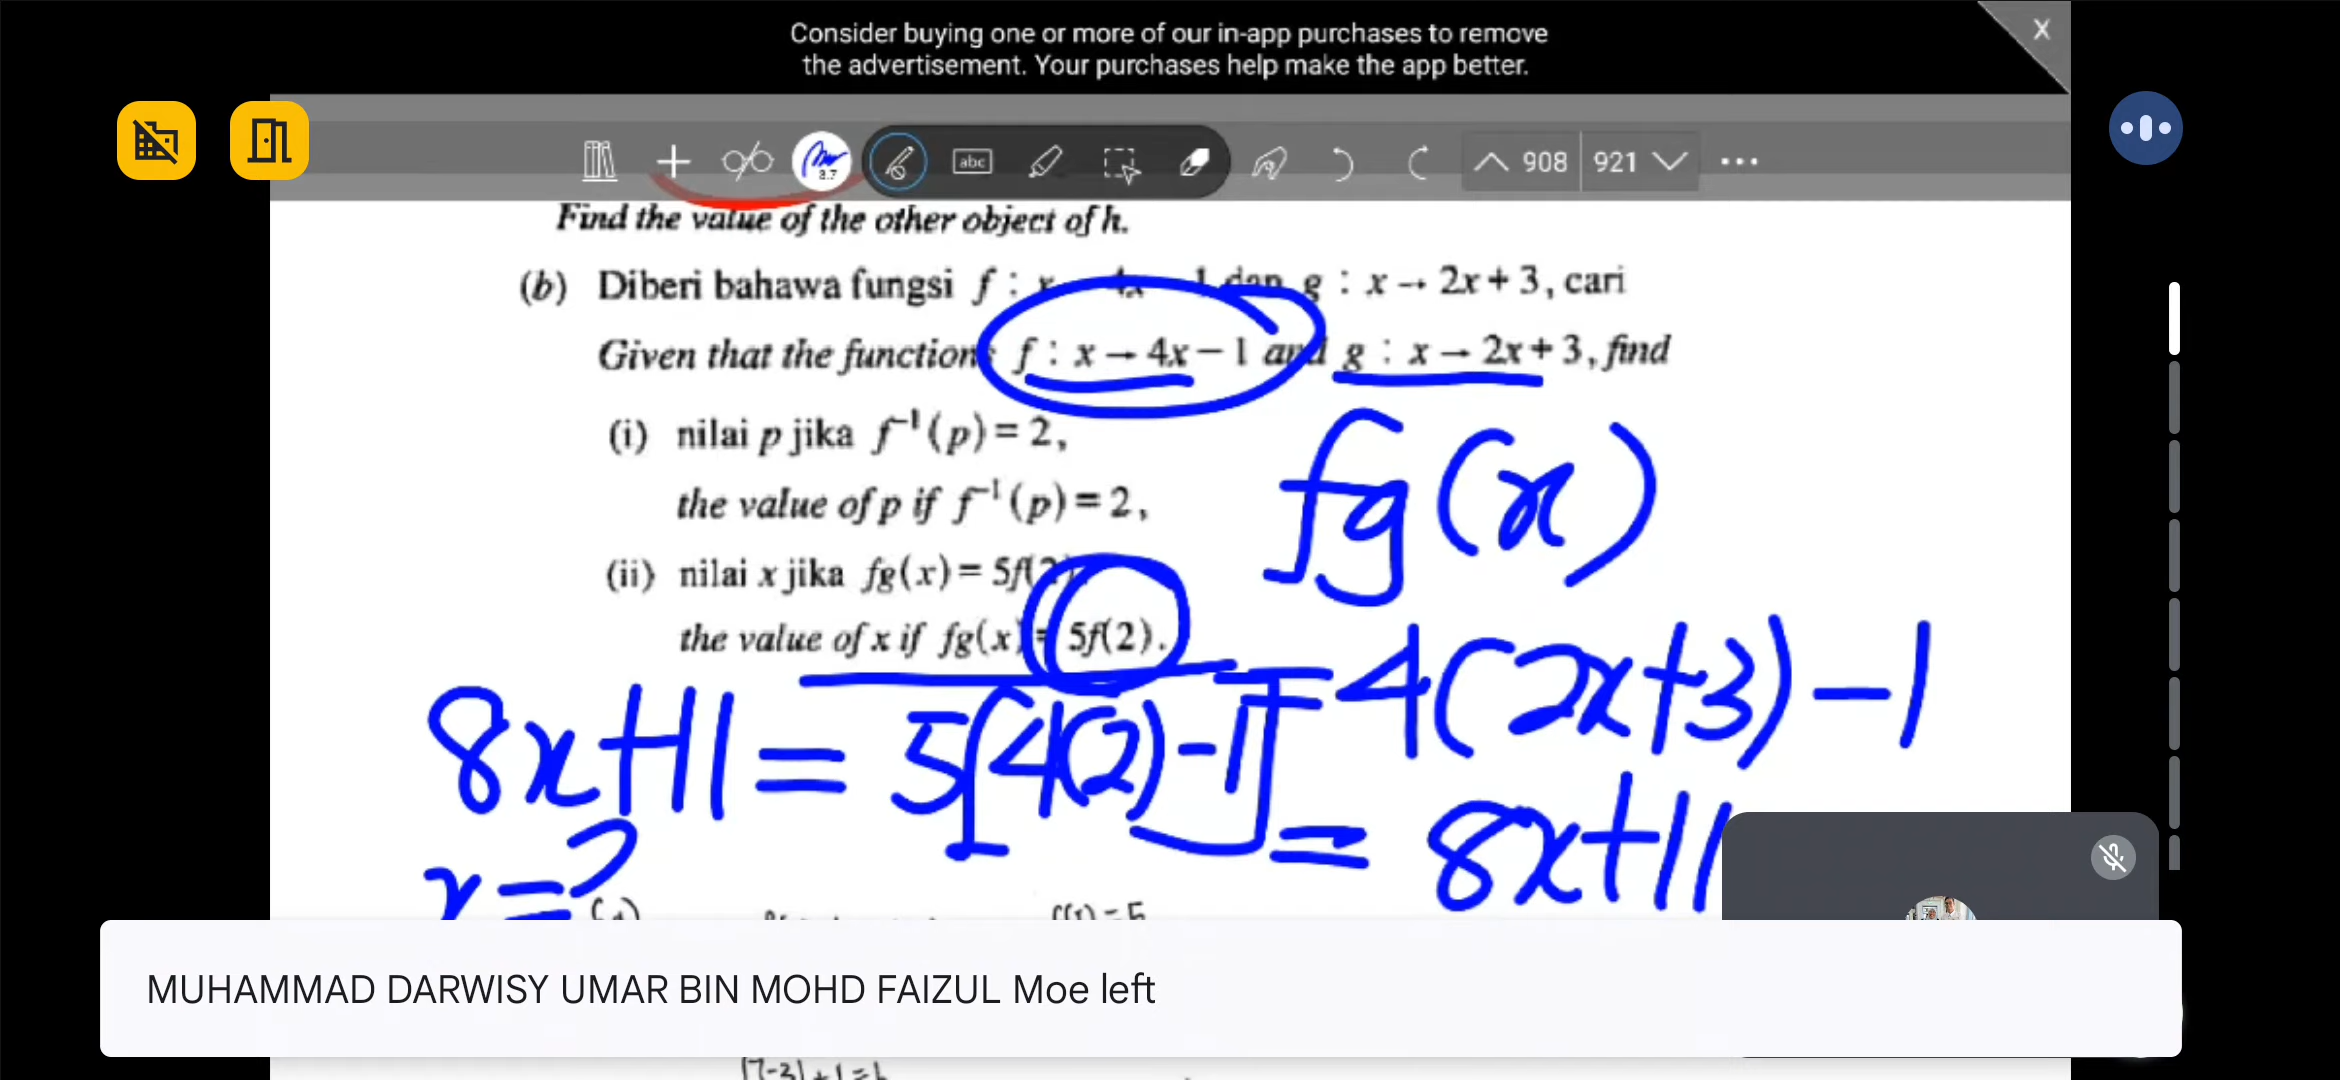 Consider buying one or more of our in-app purchases to remove
the advertisement. Your purchases help make the app better.
X
abc
3.7
908 921
Find the value of the other object of h.
(b) Diberi bahawa fungsi f : x 4x 1 dan g : x → 2x + 3, cari
Given that the functions f : x → 4x − 1 and g : x → 2x + 3, find
(i) nilai p jika f⁻¹(p) = 2,
the value of p if f⁻¹(p) = 2,
fg(x)
(ii) nilai x jika fg(x) = 5f(2)
the value of x if fg(x) = 5f(2).
= 4(2x+3) − 1
8x+11 = 5[4(2)−1]
= 8x+11
x = ?
MUHAMMAD DARWISY UMAR BIN MOHD FAIZUL Moe left